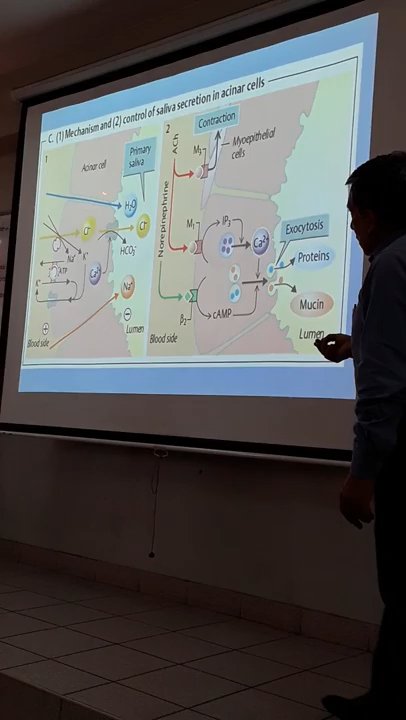 C. (1) Mechanism and (2) control of saliva secretion in acinar cells
1
Acinar cell
Primary
saliva
H₂O
Cl⁻
Cl⁻
HCO₃⁻
Na⁺
K⁺
ATP
K⁺
Ca²⁺
Na⁺
Blood side
Lumen
2
ACh
Norepinephrine
Contraction
Myoepithelial
cells
M₃
M₁
IP₃
Ca²⁺
Exocytosis
Proteins
Mucin
β₂
cAMP
Blood side
Lumen